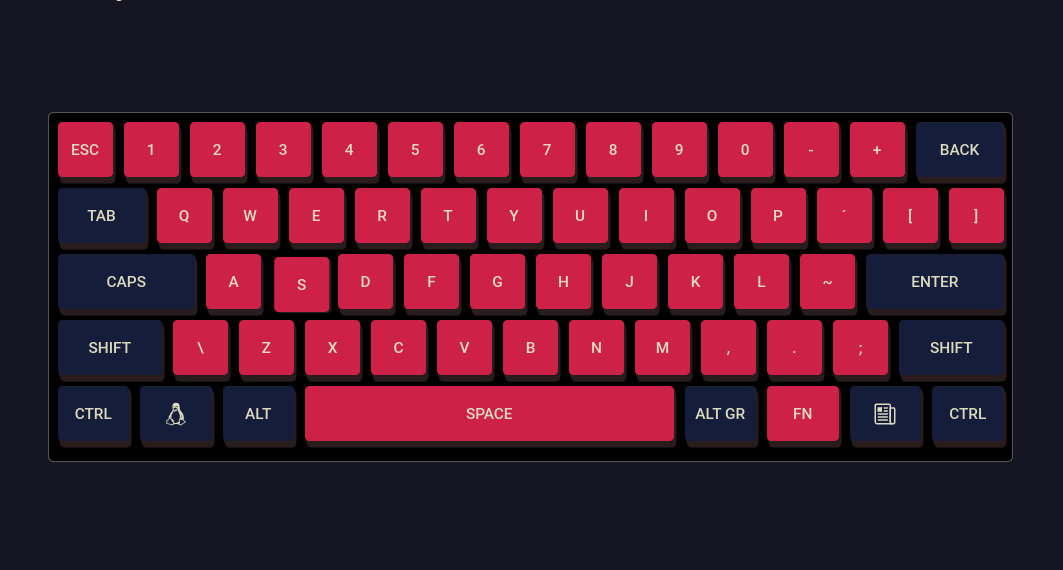 ESC 1 2 3 4 5 6 7 8 9 0 - + BACK
TAB Q W E R T Y U I O P ´ [ ]
CAPS A S D F G H J K L ~ ENTER
SHIFT \ Z X C V B N M , . ; SHIFT
CTRL ALT SPACE ALT GR FN CTRL